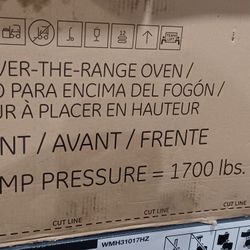 VER-THE-RANGE OVEN /
O PARA ENCIMA DEL FOGÓN /
UR À PLACER EN HAUTEUR
NT / AVANT / FRENTE
MP PRESSURE = 1700 lbs.
CUT LINE CUT LINE CUT LINE
WMH31017HZ